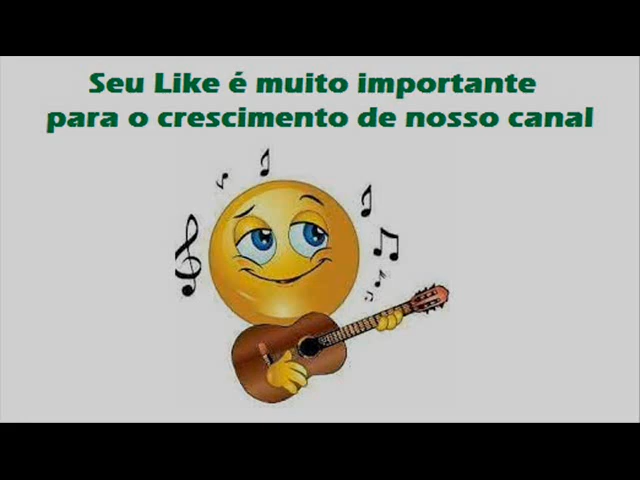 Seu Like é muito importante
para o crescimento de nosso canal